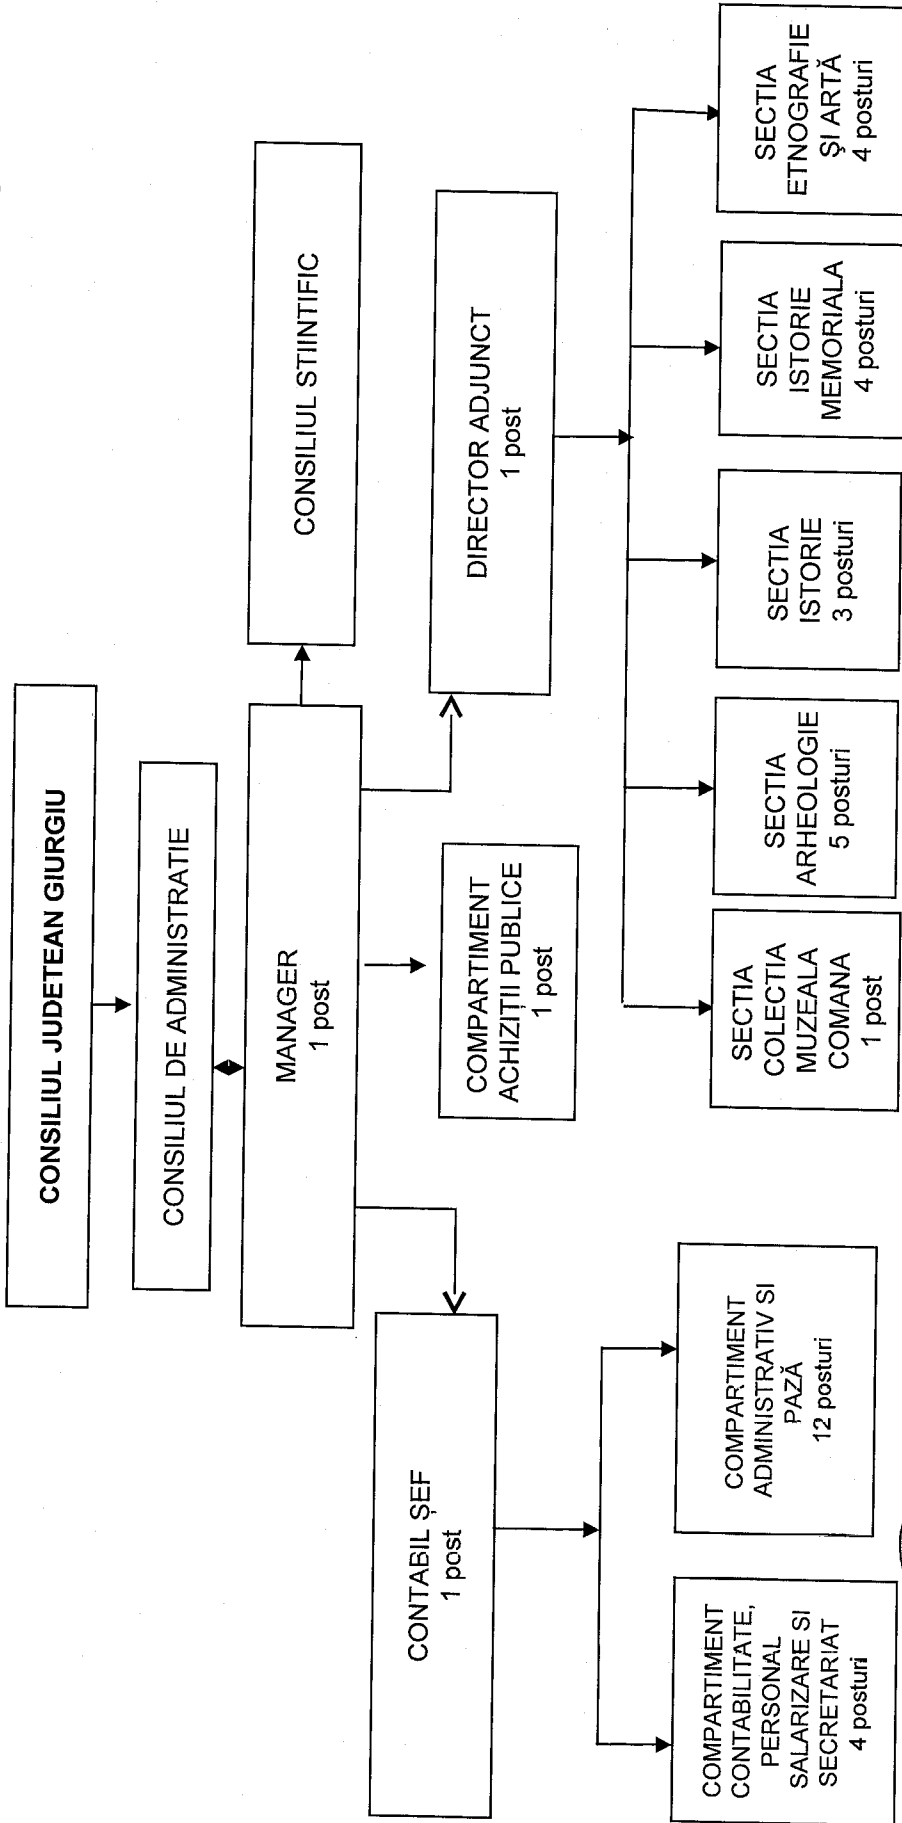 CONSILIUL JUDETEAN GIURGIU
CONSILIUL DE ADMINISTRATIE
MANAGER
1 post
CONSILIUL STIINTIFIC
CONTABIL ȘEF
1 post
COMPARTIMENT
ACHIZIȚII PUBLICE
1 post
DIRECTOR ADJUNCT
1 post
COMPARTIMENT
CONTABILITATE,
PERSONAL
SALARIZARE SI
SECRETARIAT
4 posturi
COMPARTIMENT
ADMINISTRATIV SI
PAZĂ
12 posturi
SECTIA
COLECTIA
MUZEALA
COMANA
1 post
SECTIA
ARHEOLOGIE
5 posturi
SECTIA
ISTORIE
3 posturi
SECTIA
ISTORIE
MEMORIALA
4 posturi
SECTIA
ETNOGRAFIE
ŞI ARTĂ
4 posturi